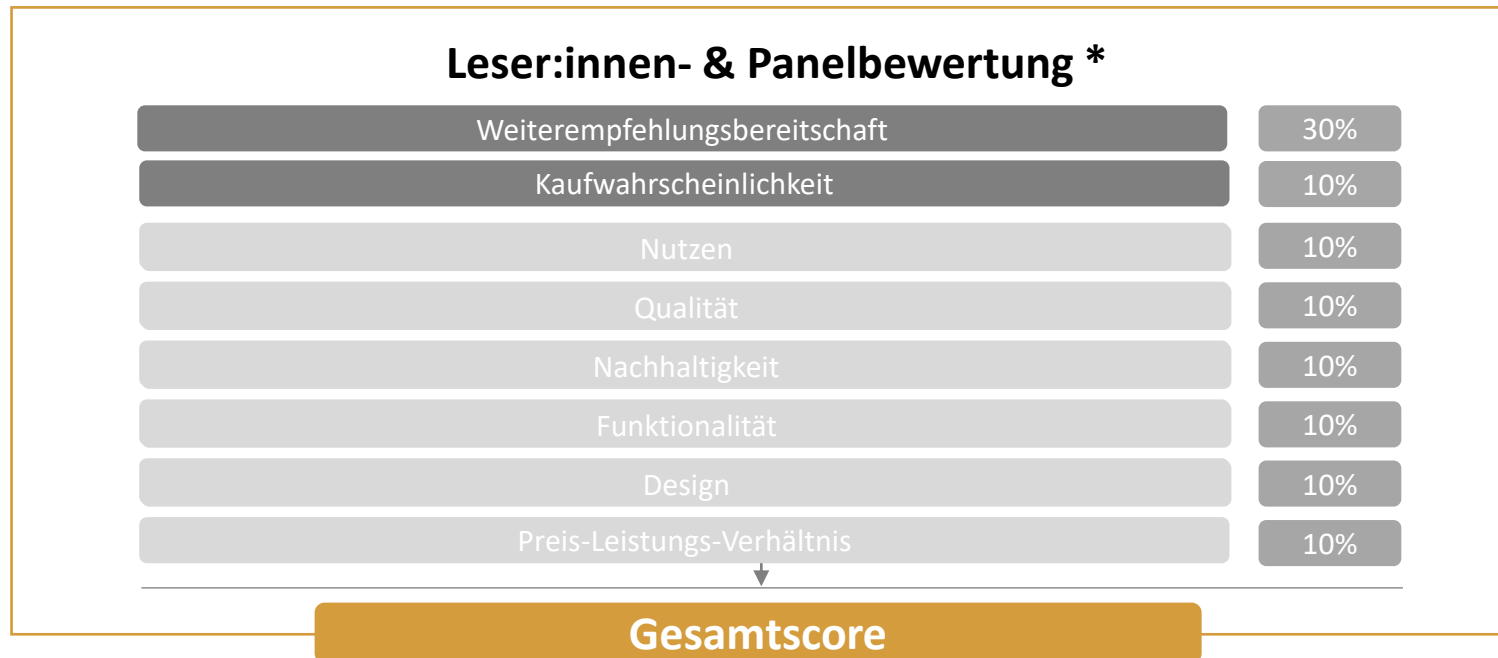 Leser:innen- & Panelbewertung *
Weiterempfehlungsbereitschaft 30%
Kaufwahrscheinlichkeit 10%
Nutzen 10%
Qualität 10%
Nachhaltigkeit 10%
Funktionalität 10%
Design 10%
Preis-Leistungs-Verhältnis 10%
Gesamtscore